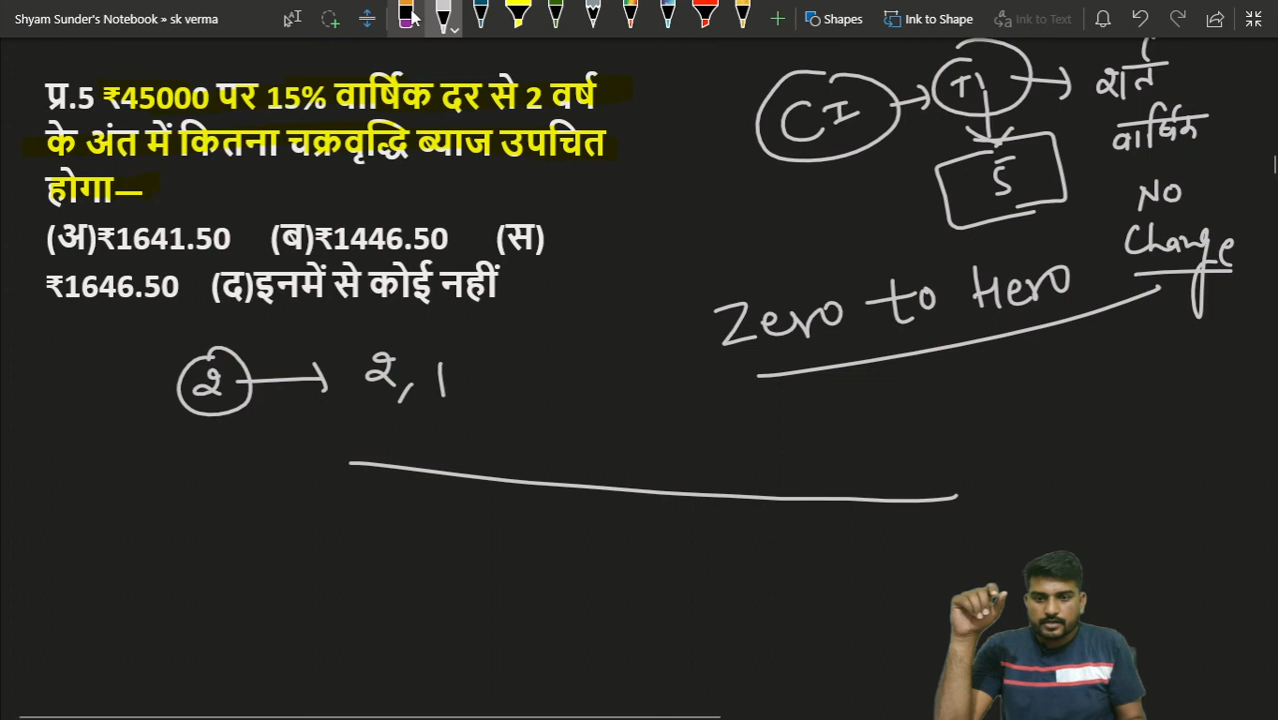 Shyam Sunder's Notebook » sk verma
Shapes
Ink to Shape
Ink to Text
प्र.5 ₹45000 पर 15% वार्षिक दर से 2 वर्ष
के अंत में कितना चक्रवृद्धि ब्याज उपचित
होगा—
(अ)₹1641.50 (ब)₹1446.50 (स)
₹1646.50 (द)इनमें से कोई नहीं
CI
T1
5
वार्षिक
No
Change
Zero to Hero
2
2, 1